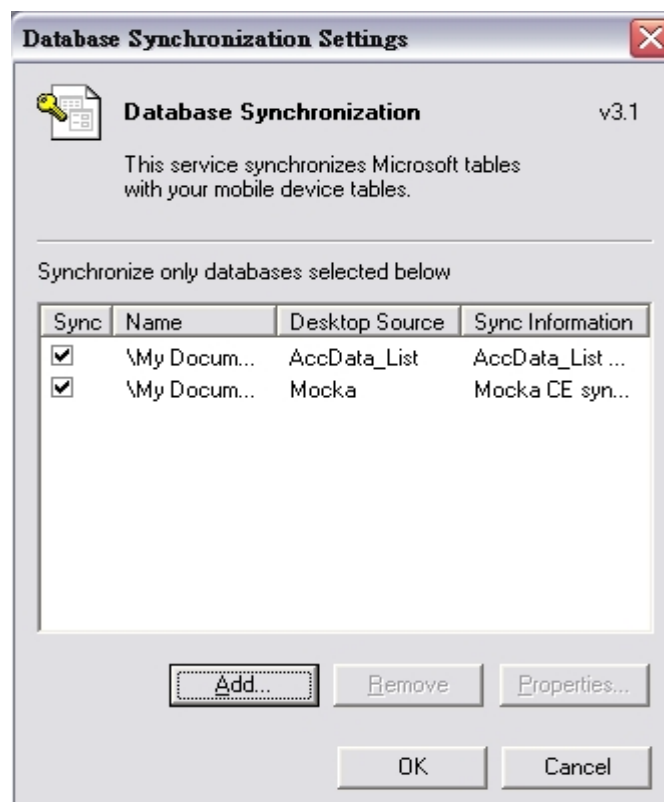 Database Synchronization Settings
Database Synchronization v3.1
This service synchronizes Microsoft tables
with your mobile device tables.
Synchronize only databases selected below
Sync Name Desktop Source Sync Information
\My Docum... AccData_List AccData_List ...
\My Docum... Mocka Mocka CE syn...
Add... Remove Properties...
OK Cancel